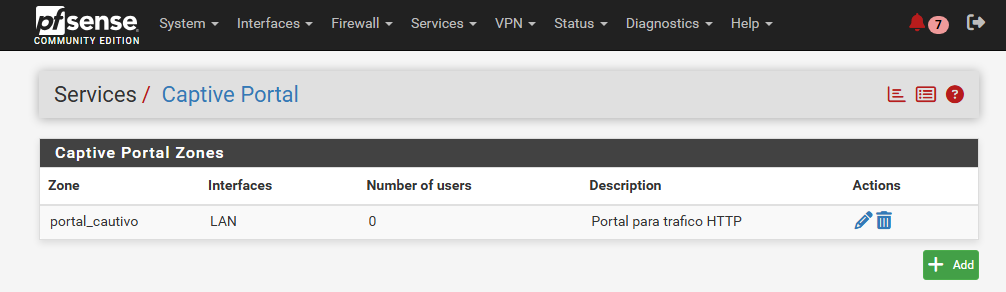 pfsense System Interfaces Firewall Services VPN Status Diagnostics Help 7
COMMUNITY EDITION
Services / Captive Portal ?
Captive Portal Zones
Zone Interfaces Number of users Description Actions
portal_cautivo LAN 0 Portal para trafico HTTP
+ Add